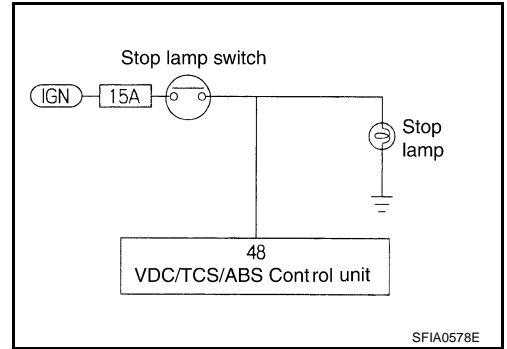 Stop lamp switch
IGN
15A
Stop
lamp
48
VDC/TCS/ABS Control unit
SFIA0578E